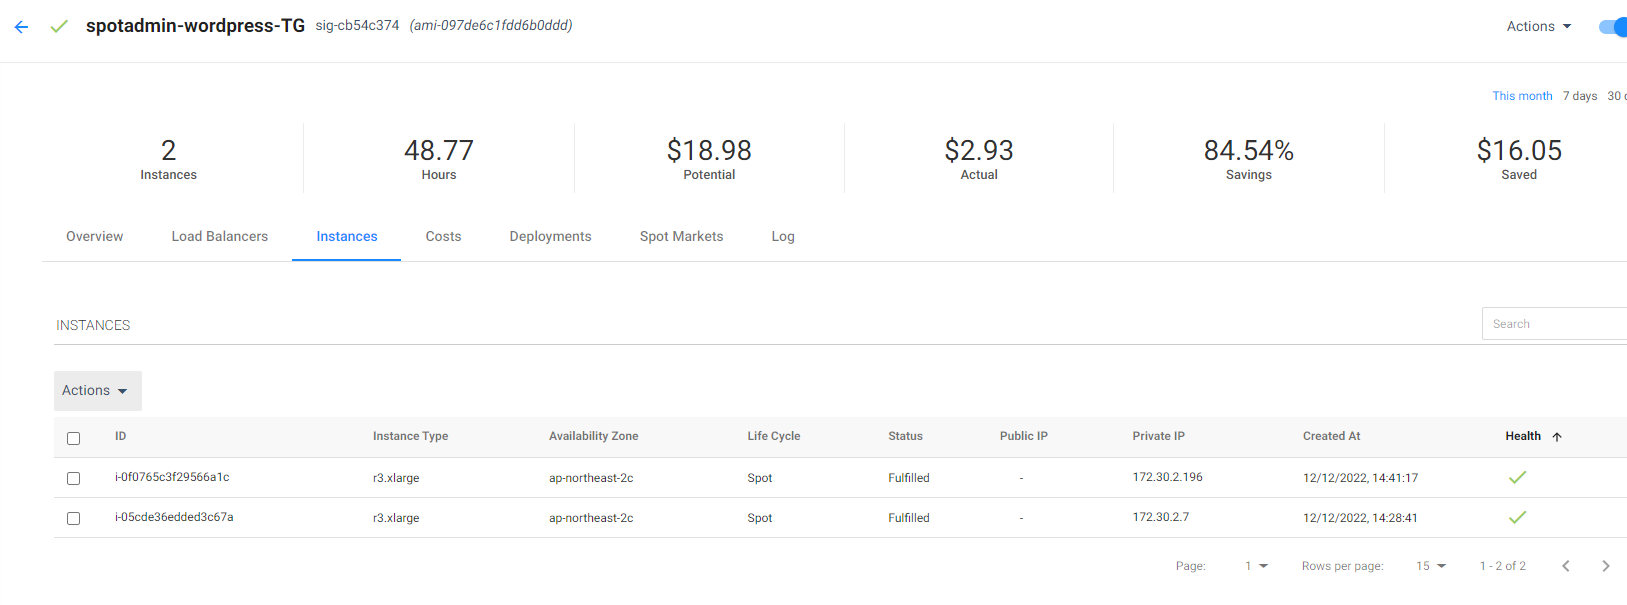 spotadmin-wordpress-TG sig-cb54c374 (ami-097de6c1fdd6b0ddd) Actions
This month 7 days 30
2 48.77 $18.98 $2.93 84.54% $16.05
Instances Hours Potential Actual Savings Saved
Overview Load Balancers Instances Costs Deployments Spot Markets Log
INSTANCES Search
Actions
ID Instance Type Availability Zone Life Cycle Status Public IP Private IP Created At Health
i-0f0765c3f29566a1c r3.xlarge ap-northeast-2c Spot Fulfilled - 172.30.2.196 12/12/2022, 14:41:17
i-05cde36edded3c67a r3.xlarge ap-northeast-2c Spot Fulfilled - 172.30.2.7 12/12/2022, 14:28:41
Page: 1 Rows per page: 15 1 - 2 of 2